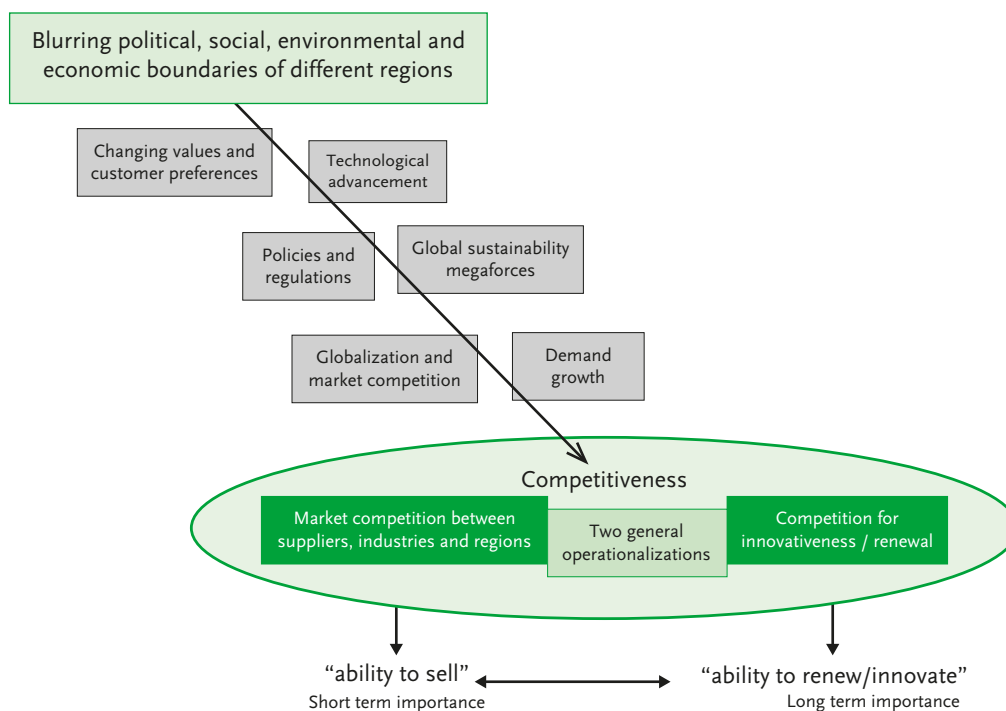 Blurring political, social, environmental and
economic boundaries of different regions
Changing values and
customer preferences
Technological
advancement
Policies and
regulations
Global sustainability
megaforces
Globalization and
market competition
Demand
growth
Competitiveness
Market competition between
suppliers, industries and regions
Two general
operationalizations
Competition for
innovativeness / renewal
“ability to sell”
Short term importance
“ability to renew/innovate”
Long term importance